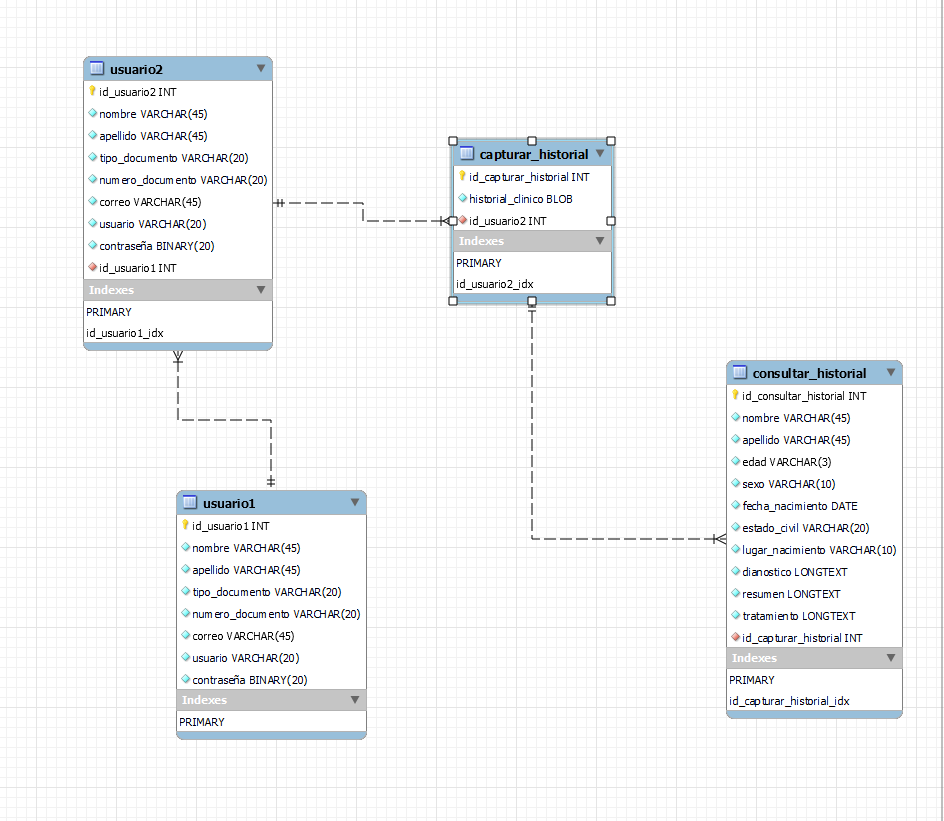 usuario2
id_usuario2 INT
nombre VARCHAR(45)
apellido VARCHAR(45)
tipo_documento VARCHAR(20)
numero_documento VARCHAR(20)
correo VARCHAR(45)
usuario VARCHAR(20)
contraseña BINARY(20)
id_usuario1 INT
Indexes
PRIMARY
id_usuario1_idx
capturar_historial
id_capturar_historial INT
historial_clinico BLOB
id_usuario2 INT
Indexes
PRIMARY
id_usuario2_idx
consultar_historial
id_consultar_historial INT
nombre VARCHAR(45)
apellido VARCHAR(45)
edad VARCHAR(3)
sexo VARCHAR(10)
fecha_nacimiento DATE
estado_civil VARCHAR(20)
lugar_nacimiento VARCHAR(10)
dianostico LONGTEXT
resumen LONGTEXT
tratamiento LONGTEXT
id_capturar_historial INT
Indexes
PRIMARY
id_capturar_historial_idx
usuario1
id_usuario1 INT
nombre VARCHAR(45)
apellido VARCHAR(45)
tipo_documento VARCHAR(20)
numero_documento VARCHAR(20)
correo VARCHAR(45)
usuario VARCHAR(20)
contraseña BINARY(20)
Indexes
PRIMARY